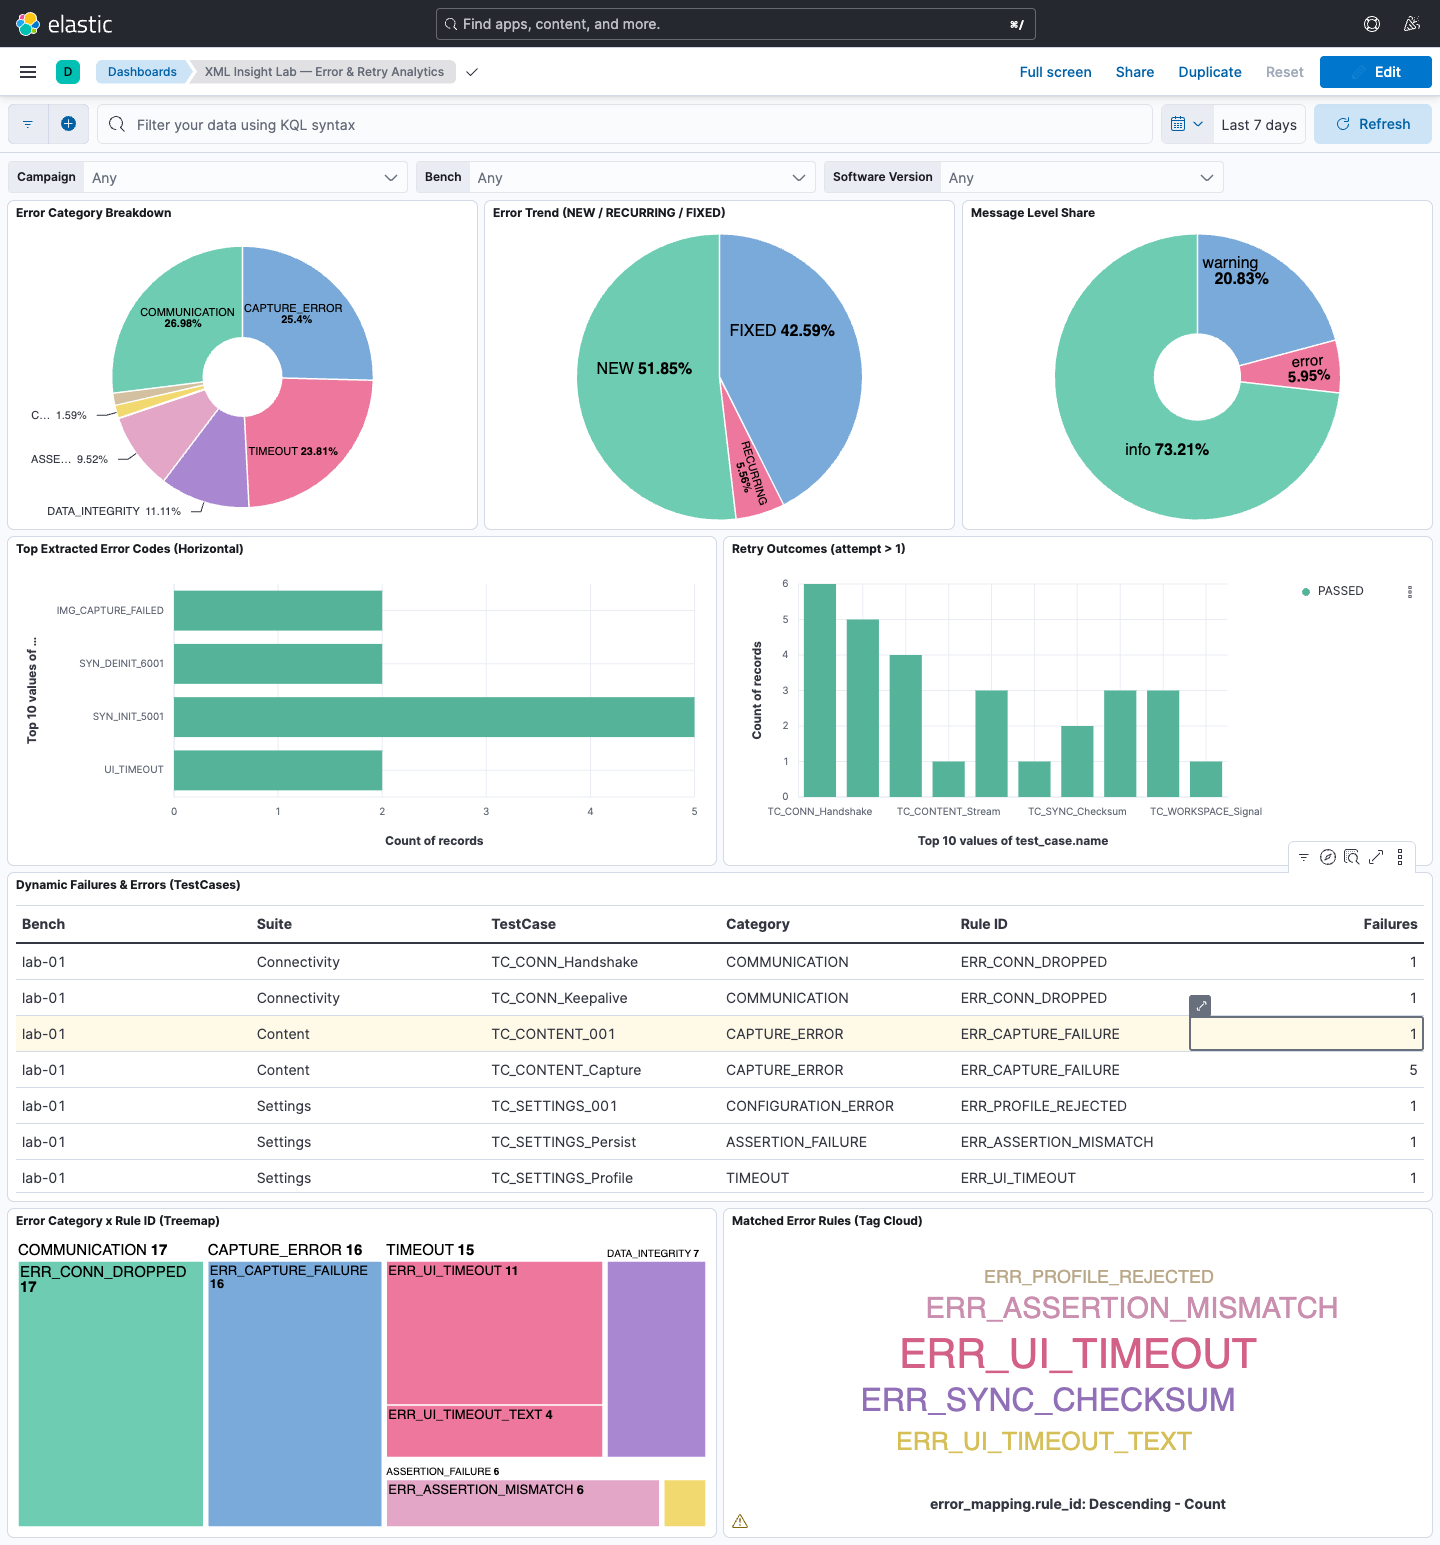 elastic
Find apps, content, and more.
⌘/
D
Dashboards
XML Insight Lab — Error & Retry Analytics
Full screen
Share
Duplicate
Reset
Edit
Filter your data using KQL syntax
Last 7 days
Refresh
Campaign
Any
Bench
Any
Software Version
Any
Error Category Breakdown
COMMUNICATION
26.98%
CAPTURE_ERROR
25.4%
TIMEOUT 23.81%
C... 1.59%
ASSE... 9.52%
DATA_INTEGRITY 11.11%
Error Trend (NEW / RECURRING / FIXED)
FIXED 42.59%
NEW 51.85%
RECURRING
5.56%
Message Level Share
warning
20.83%
error
5.95%
info 73.21%
Top Extracted Error Codes (Horizontal)
Top 10 values of ...
IMG_CAPTURE_FAILED
SYN_DEINIT_6001
SYN_INIT_5001
UI_TIMEOUT
0 1 2 3 4 5
Count of records
Retry Outcomes (attempt > 1)
Count of records
6
5
4
3
2
1
0
PASSED
TC_CONN_Handshake TC_CONTENT_Stream TC_SYNC_Checksum TC_WORKSPACE_Signal
Top 10 values of test_case.name
Dynamic Failures & Errors (TestCases)
Bench Suite TestCase Category Rule ID Failures
lab-01 Connectivity TC_CONN_Handshake COMMUNICATION ERR_CONN_DROPPED 1
lab-01 Connectivity TC_CONN_Keepalive COMMUNICATION ERR_CONN_DROPPED 1
lab-01 Content TC_CONTENT_001 CAPTURE_ERROR ERR_CAPTURE_FAILURE 1
lab-01 Content TC_CONTENT_Capture CAPTURE_ERROR ERR_CAPTURE_FAILURE 5
lab-01 Settings TC_SETTINGS_001 CONFIGURATION_ERROR ERR_PROFILE_REJECTED 1
lab-01 Settings TC_SETTINGS_Persist ASSERTION_FAILURE ERR_ASSERTION_MISMATCH 1
lab-01 Settings TC_SETTINGS_Profile TIMEOUT ERR_UI_TIMEOUT 1
Error Category x Rule ID (Treemap)
COMMUNICATION 17
ERR_CONN_DROPPED
17
CAPTURE_ERROR 16
ERR_CAPTURE_FAILURE
16
TIMEOUT 15
ERR_UI_TIMEOUT 11
ERR_UI_TIMEOUT_TEXT 4
DATA_INTEGRITY 7
ASSERTION_FAILURE 6
ERR_ASSERTION_MISMATCH 6
Matched Error Rules (Tag Cloud)
ERR_PROFILE_REJECTED
ERR_ASSERTION_MISMATCH
ERR_UI_TIMEOUT
ERR_SYNC_CHECKSUM
ERR_UI_TIMEOUT_TEXT
error_mapping.rule_id: Descending - Count